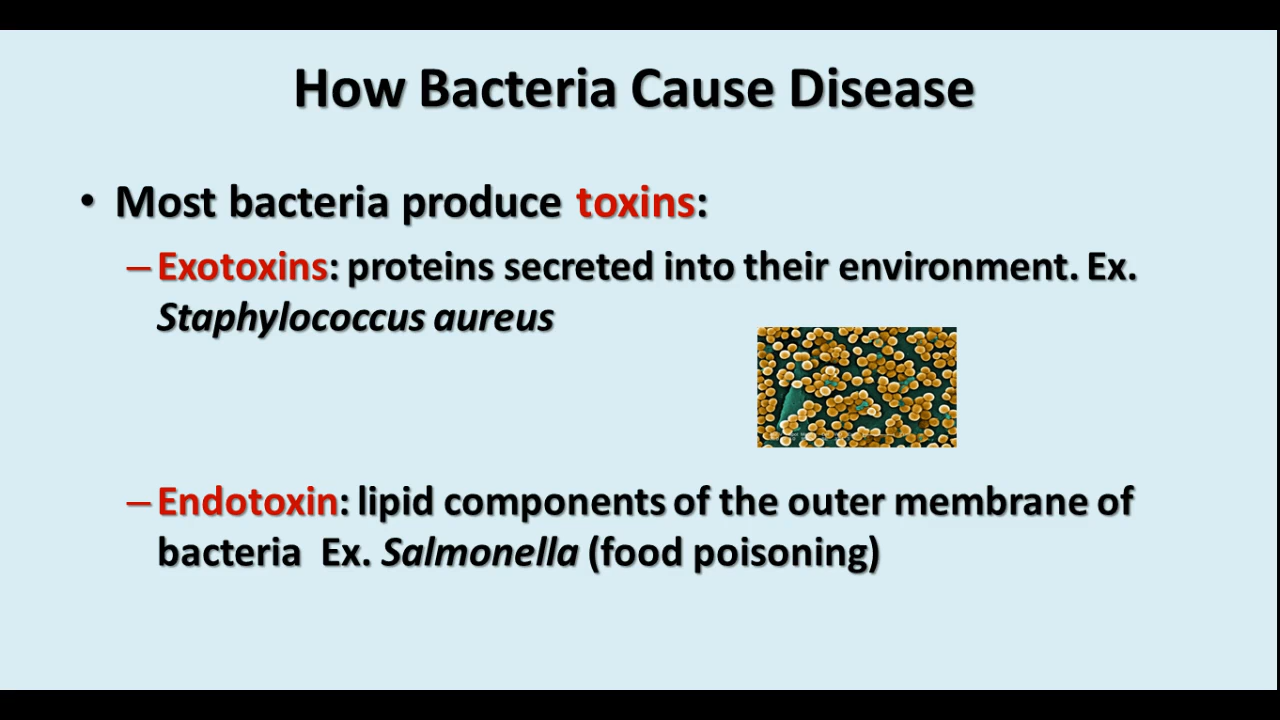 How Bacteria Cause Disease
• Most bacteria produce toxins:
– Exotoxins: proteins secreted into their environment. Ex.
Staphylococcus aureus
– Endotoxin: lipid components of the outer membrane of
bacteria  Ex. Salmonella (food poisoning)